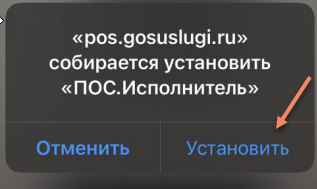 «pos.gosuslugi.ru»
собирается установить
«ПОС.Исполнитель»
Отменить Установить